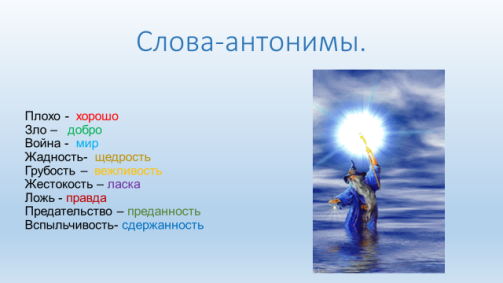 Слова-антонимы.
Плохо - хорошо
Зло – добро
Война - мир
Жадность- щедрость
Грубость – вежливость
Жестокость – ласка
Ложь - правда
Предательство – преданность
Вспыльчивость- сдержанность